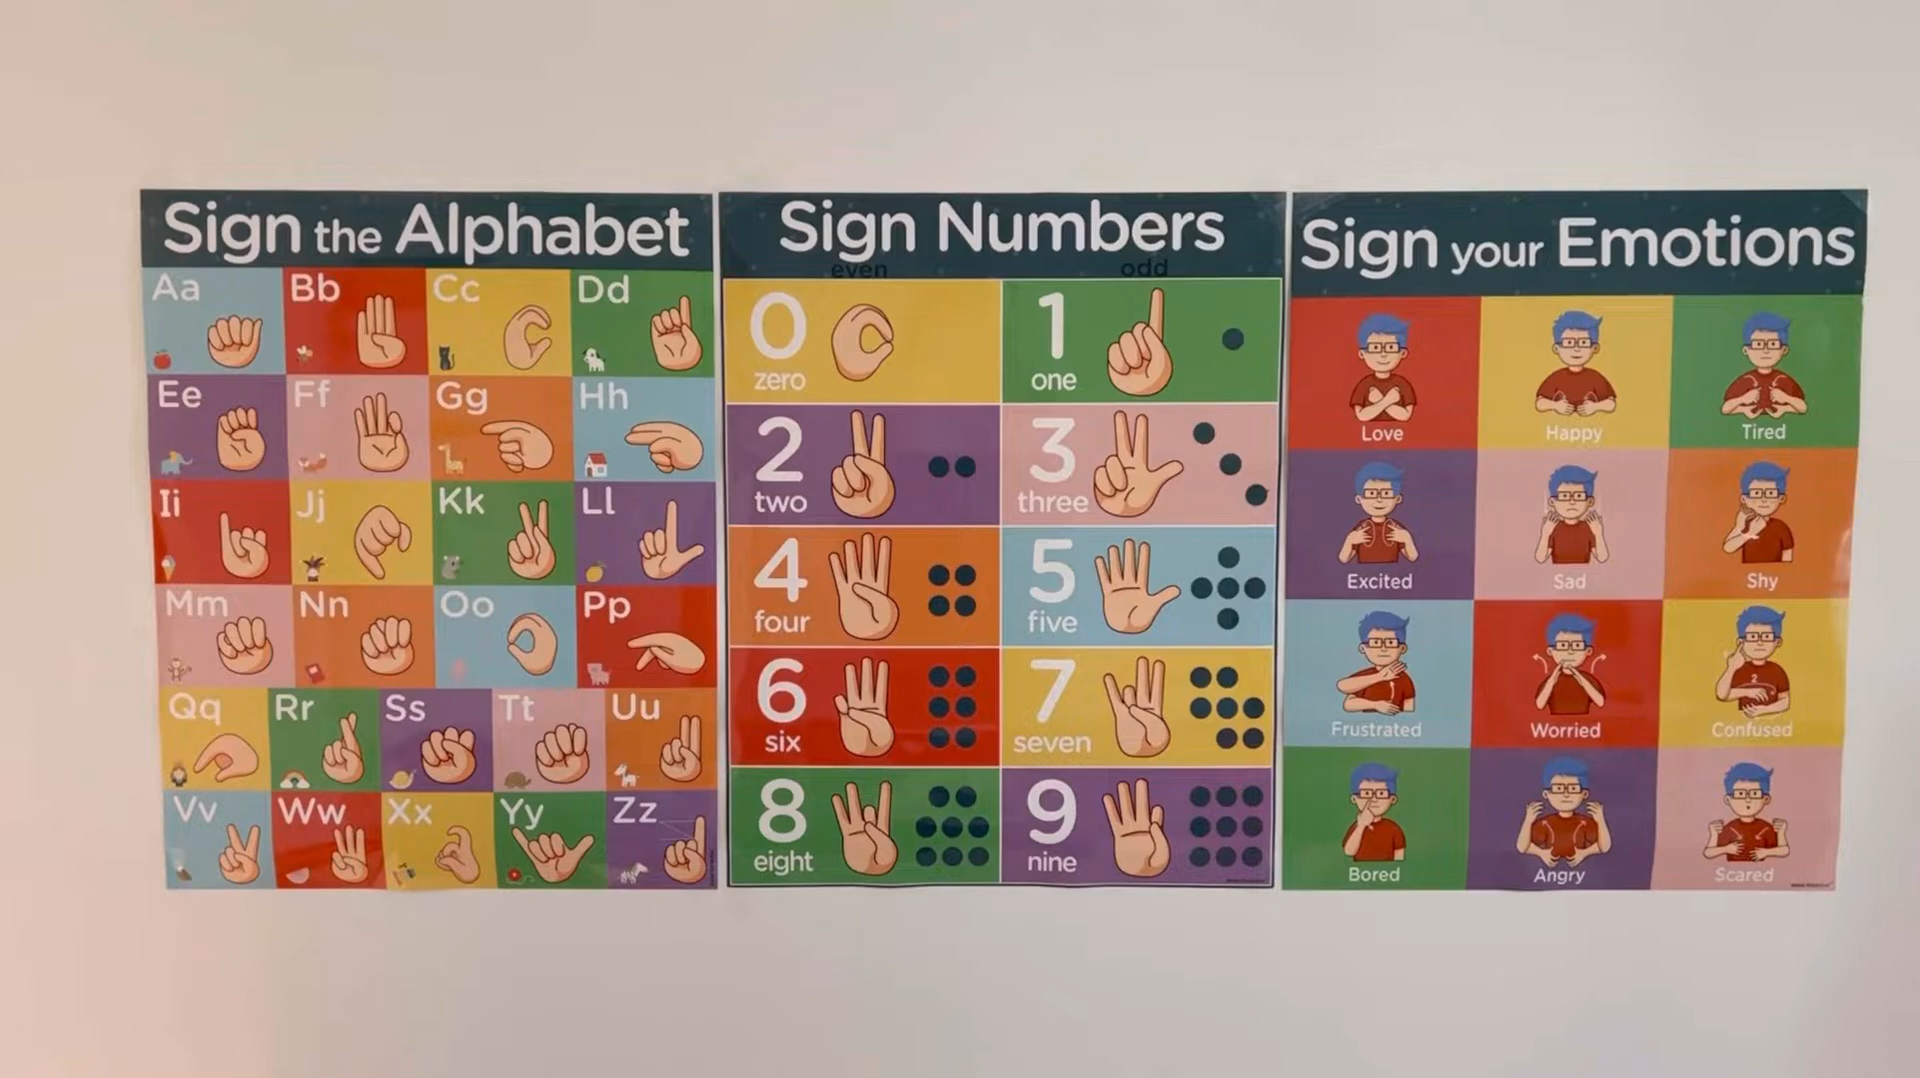 Sign the Alphabet
Aa Bb Cc Dd
Ee Ff Gg Hh
Ii Jj Kk Ll
Mm Nn Oo Pp
Qq Rr Ss Tt Uu
Vv Ww Xx Yy Zz
Sign Numbers
even odd
0 1
zero one
2 3
two three
4 5
four five
6 7
six seven
8 9
eight nine
Sign your Emotions
Love Happy Tired
Excited Sad Shy
2
Frustrated Worried Confused
Bored Angry Scared